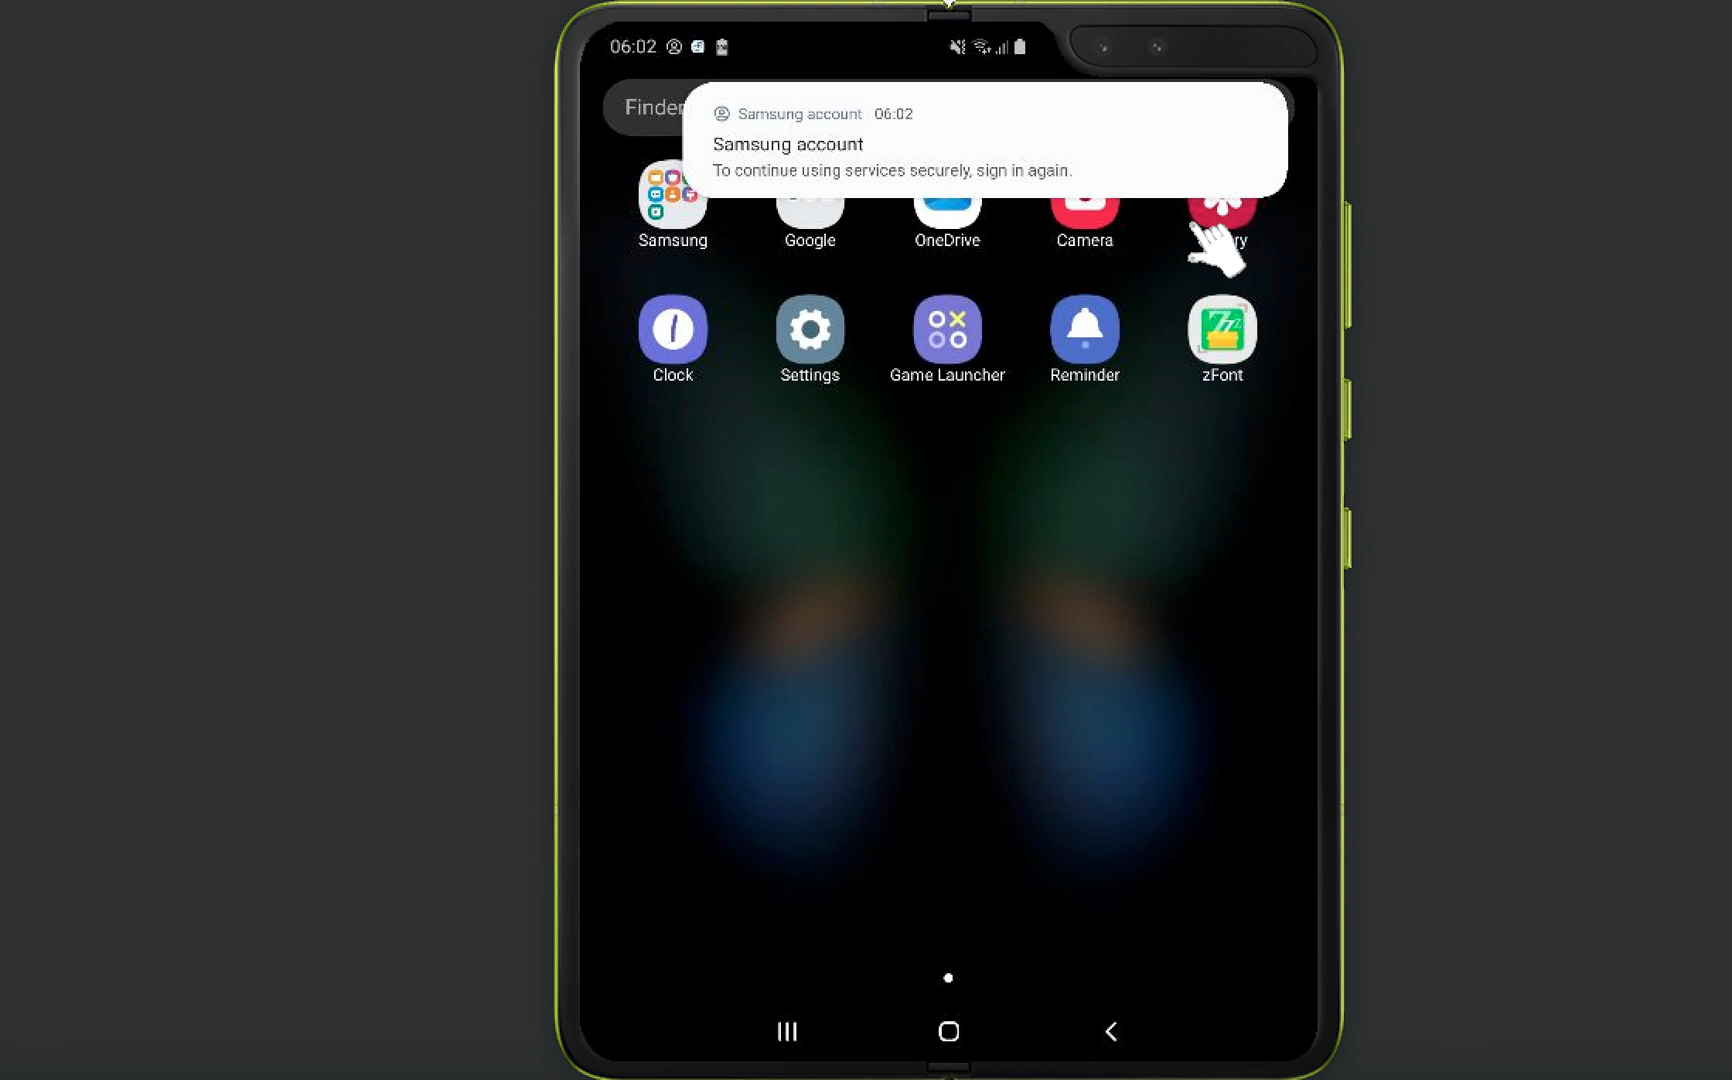 06:02
Finder
Samsung account 06:02
Samsung account
To continue using services securely, sign in again.
Samsung Google OneDrive Camera ry
Clock Settings Game Launcher Reminder zFont